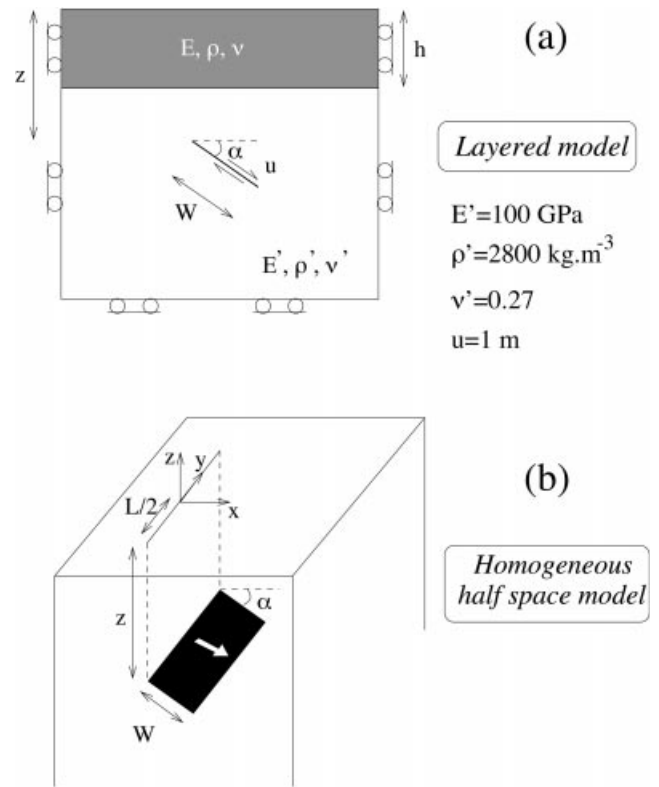 (a)
E, ρ, ν
h
z
α
u
W
E', ρ', ν'
Layered model
E'=100 GPa
ρ'=2800 kg.m-3
ν'=0.27
u=1 m
(b)
z
y
x
L/2
z
α
W
Homogeneous
half space model